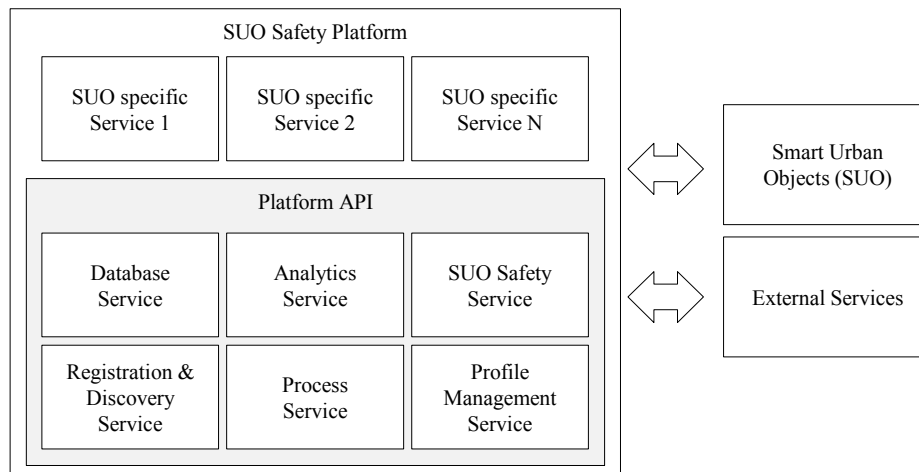 SUO Safety Platform
SUO specific
Service 1
SUO specific
Service 2
SUO specific
Service N
Platform API
Database
Service
Analytics
Service
SUO Safety
Service
Registration &
Discovery
Service
Process
Service
Profile
Management
Service
Smart Urban
Objects (SUO)
External Services